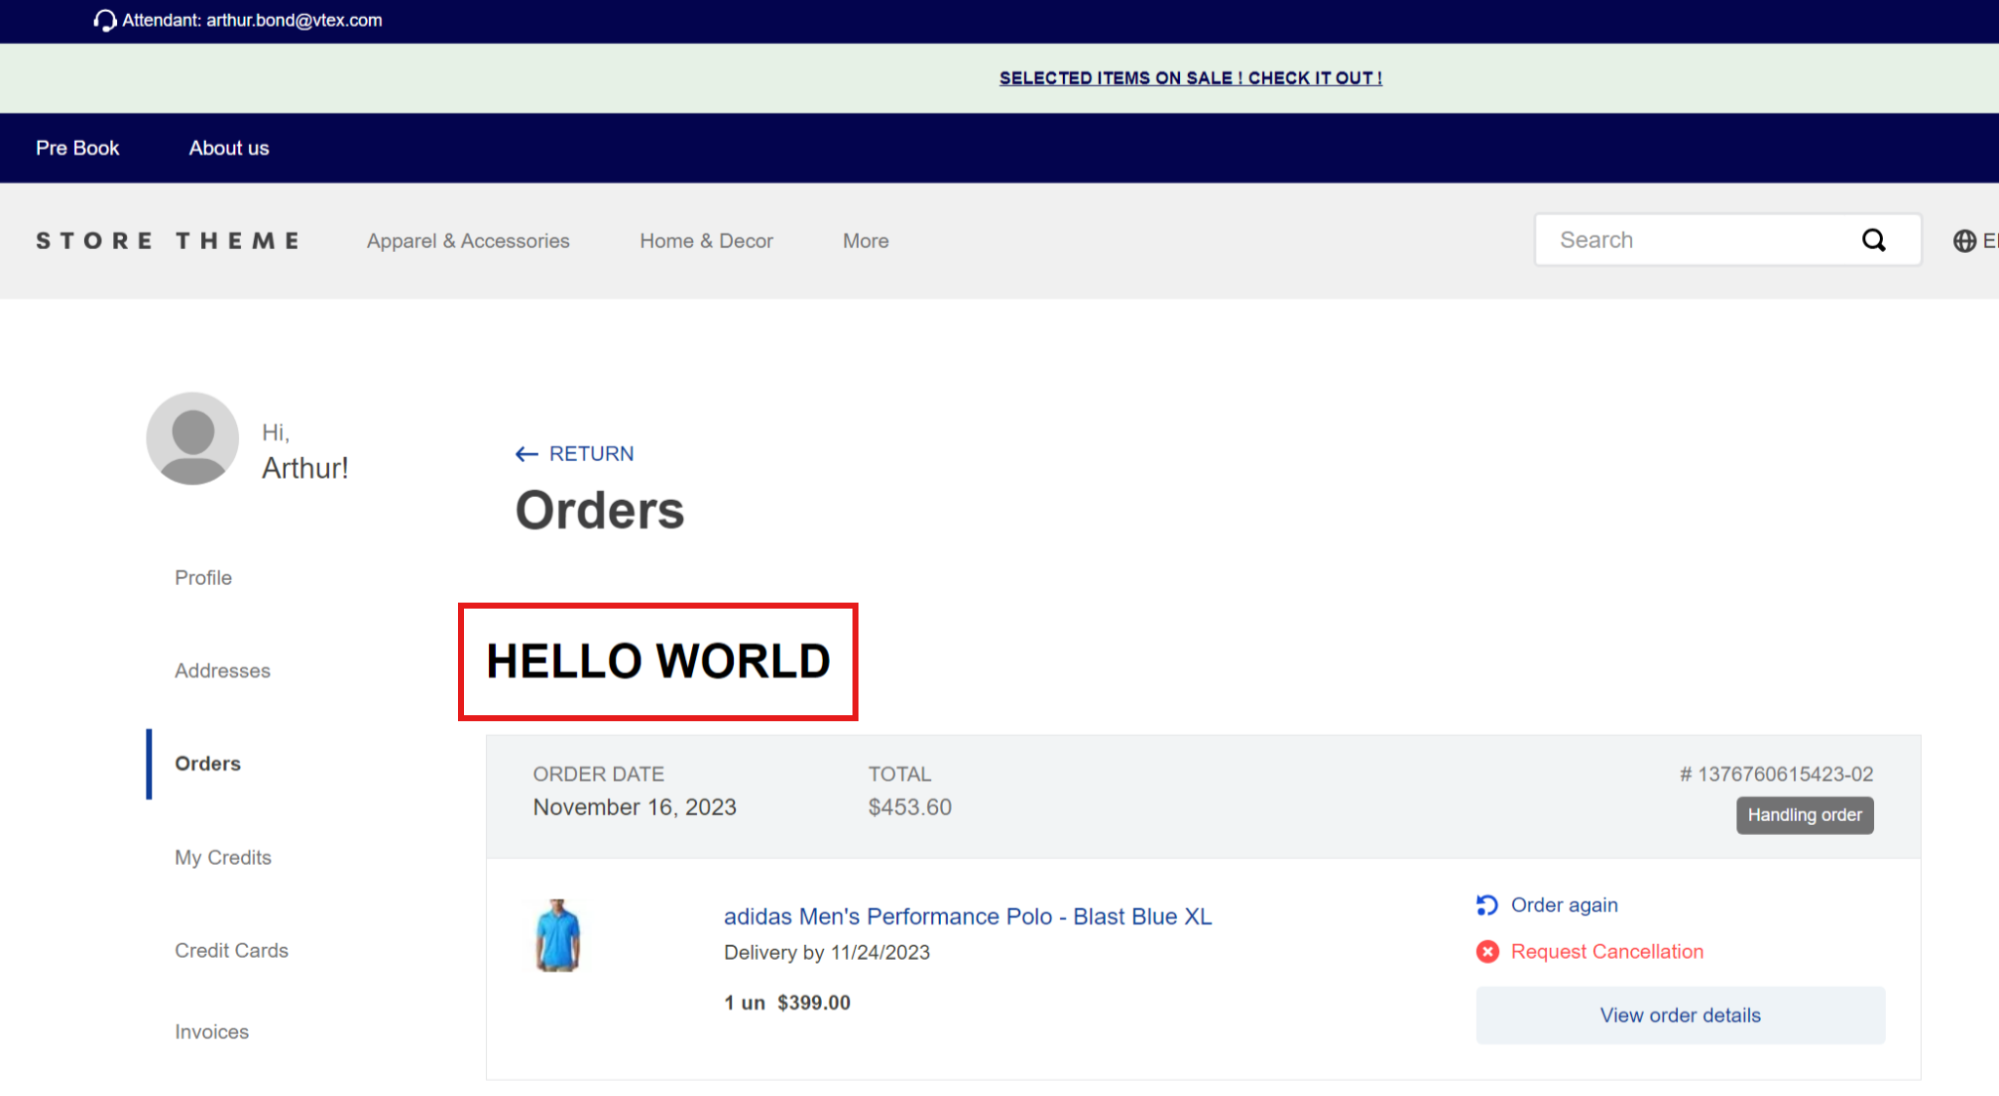 Attendant: arthur.bond@vtex.com
SELECTED ITEMS ON SALE ! CHECK IT OUT !
Pre Book About us
STORE THEME Apparel & Accessories Home & Decor More Search
Hi,
Arthur!
RETURN
Orders
Profile
Addresses
Orders
My Credits
Credit Cards
Invoices
HELLO WORLD
ORDER DATE TOTAL # 1376760615423-02
November 16, 2023 $453.60 Handling order
adidas Men's Performance Polo - Blast Blue XL
Delivery by 11/24/2023
1 un $399.00
Order again
Request Cancellation
View order details